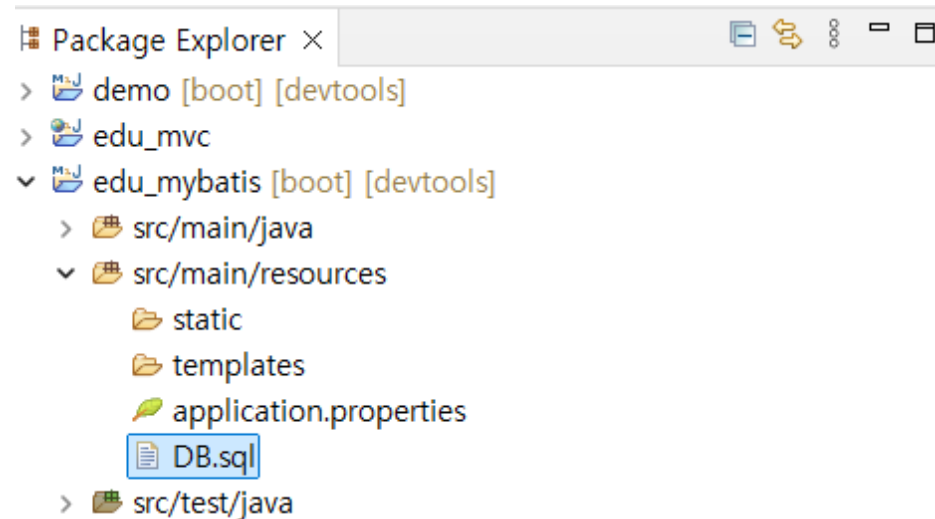 Package Explorer ×
demo [boot] [devtools]
edu_mvc
edu_mybatis [boot] [devtools]
src/main/java
src/main/resources
static
templates
application.properties
DB.sql
src/test/java